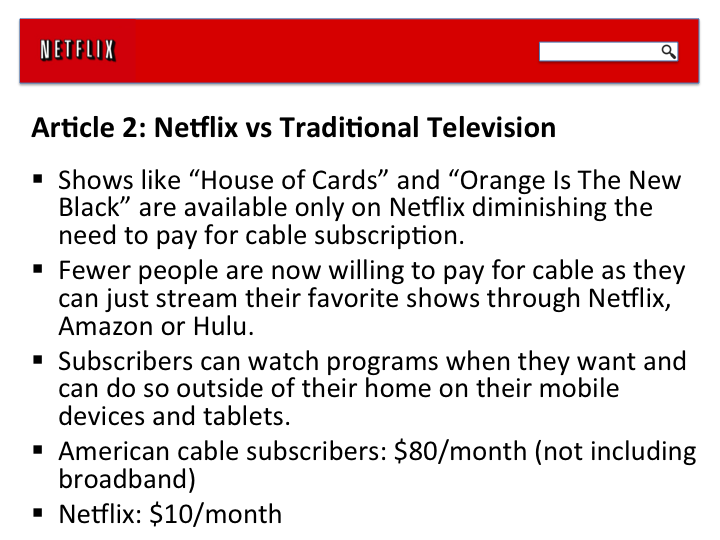 NETFLIX
Article 2: Netflix vs Traditional Television
▪ Shows like “House of Cards” and “Orange Is The New
Black” are available only on Netflix diminishing the
need to pay for cable subscription.
▪ Fewer people are now willing to pay for cable as they
can just stream their favorite shows through Netflix,
Amazon or Hulu.
▪ Subscribers can watch programs when they want and
can do so outside of their home on their mobile
devices and tablets.
▪ American cable subscribers: $80/month (not including
broadband)
▪ Netflix: $10/month